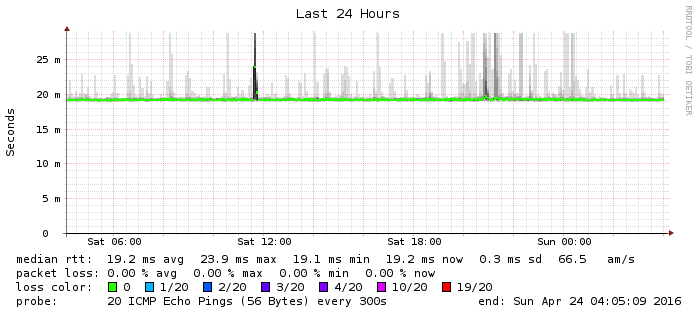 Last 24 Hours
RRDTOOL / TOBI OETIKER
Seconds
25 m
20 m
15 m
10 m
5 m
0
Sat 06:00 Sat 12:00 Sat 18:00 Sun 00:00
median rtt: 19.2 ms avg 23.9 ms max 19.1 ms min 19.2 ms now 0.3 ms sd 66.5 am/s
packet loss: 0.00 % avg 0.00 % max 0.00 % min 0.00 % now
loss color: 0 1/20 2/20 3/20 4/20 10/20 19/20
probe: 20 ICMP Echo Pings (56 Bytes) every 300s end: Sun Apr 24 04:05:09 2016